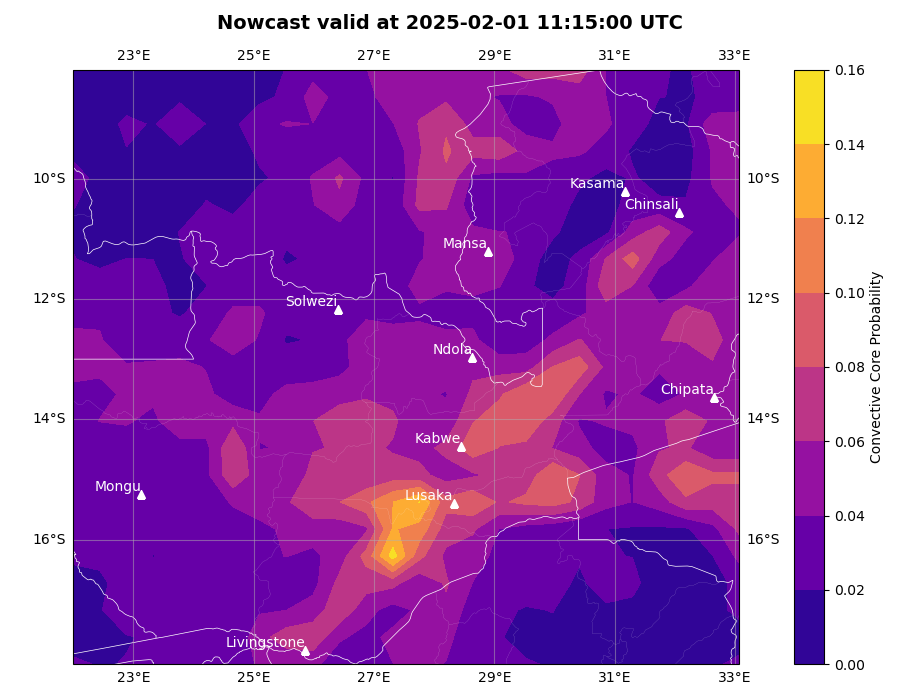 Nowcast valid at 2025-02-01 11:15:00 UTC
23°E 25°E 27°E 29°E 31°E 33°E
0.16
0.14
0.12
0.10
0.08
0.06
0.04
0.02
0.00
Convective Core Probability
10°S 10°S
12°S 12°S
14°S 14°S
16°S 16°S
Kasama
Chinsali
Mansa
Solwezi
Ndola
Chipata
Kabwe
Mongu
Lusaka
Livingstone
23°E 25°E 27°E 29°E 31°E 33°E